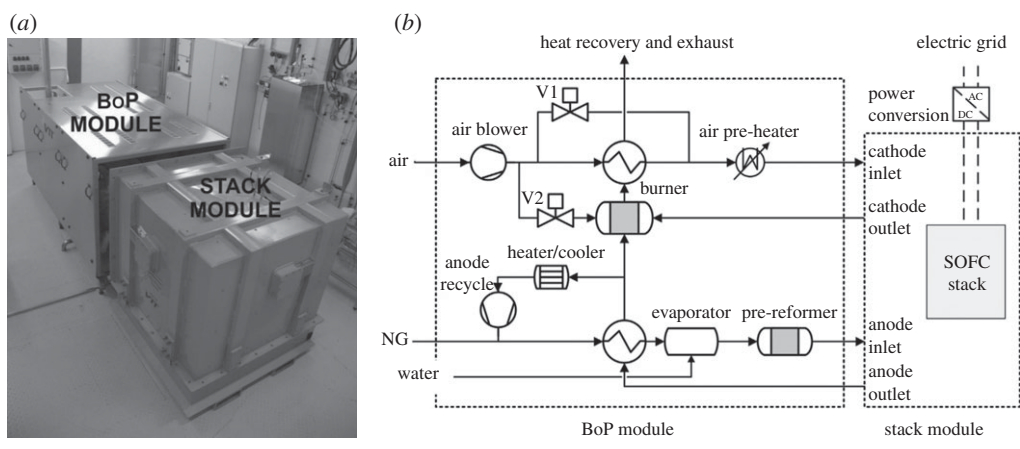 (a)
BoP
MODULE
STACK
MODULE
(b)
heat recovery and exhaust
electric grid
V1
AC
DC
power
conversion
air blower
air pre-heater
air
cathode
inlet
V2
burner
cathode
outlet
heater/cooler
anode
recycle
SOFC
stack
evaporator
pre-reformer
NG
anode
inlet
water
anode
outlet
BoP module
stack module